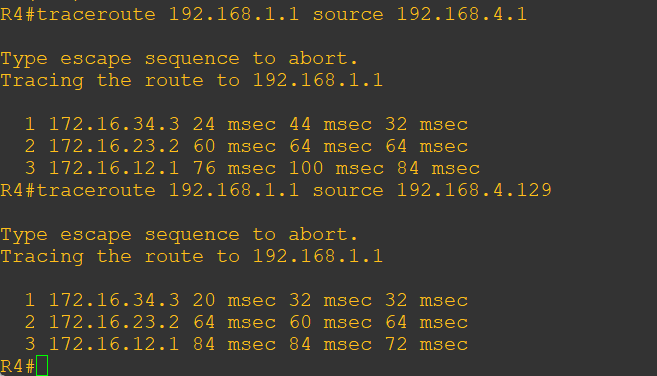 R4#traceroute 192.168.1.1 source 192.168.4.1
Type escape sequence to abort.
Tracing the route to 192.168.1.1
1 172.16.34.3 24 msec 44 msec 32 msec
2 172.16.23.2 60 msec 64 msec 64 msec
3 172.16.12.1 76 msec 100 msec 84 msec
R4#traceroute 192.168.1.1 source 192.168.4.129
Type escape sequence to abort.
Tracing the route to 192.168.1.1
1 172.16.34.3 20 msec 32 msec 32 msec
2 172.16.23.2 64 msec 60 msec 64 msec
3 172.16.12.1 84 msec 84 msec 72 msec
R4#